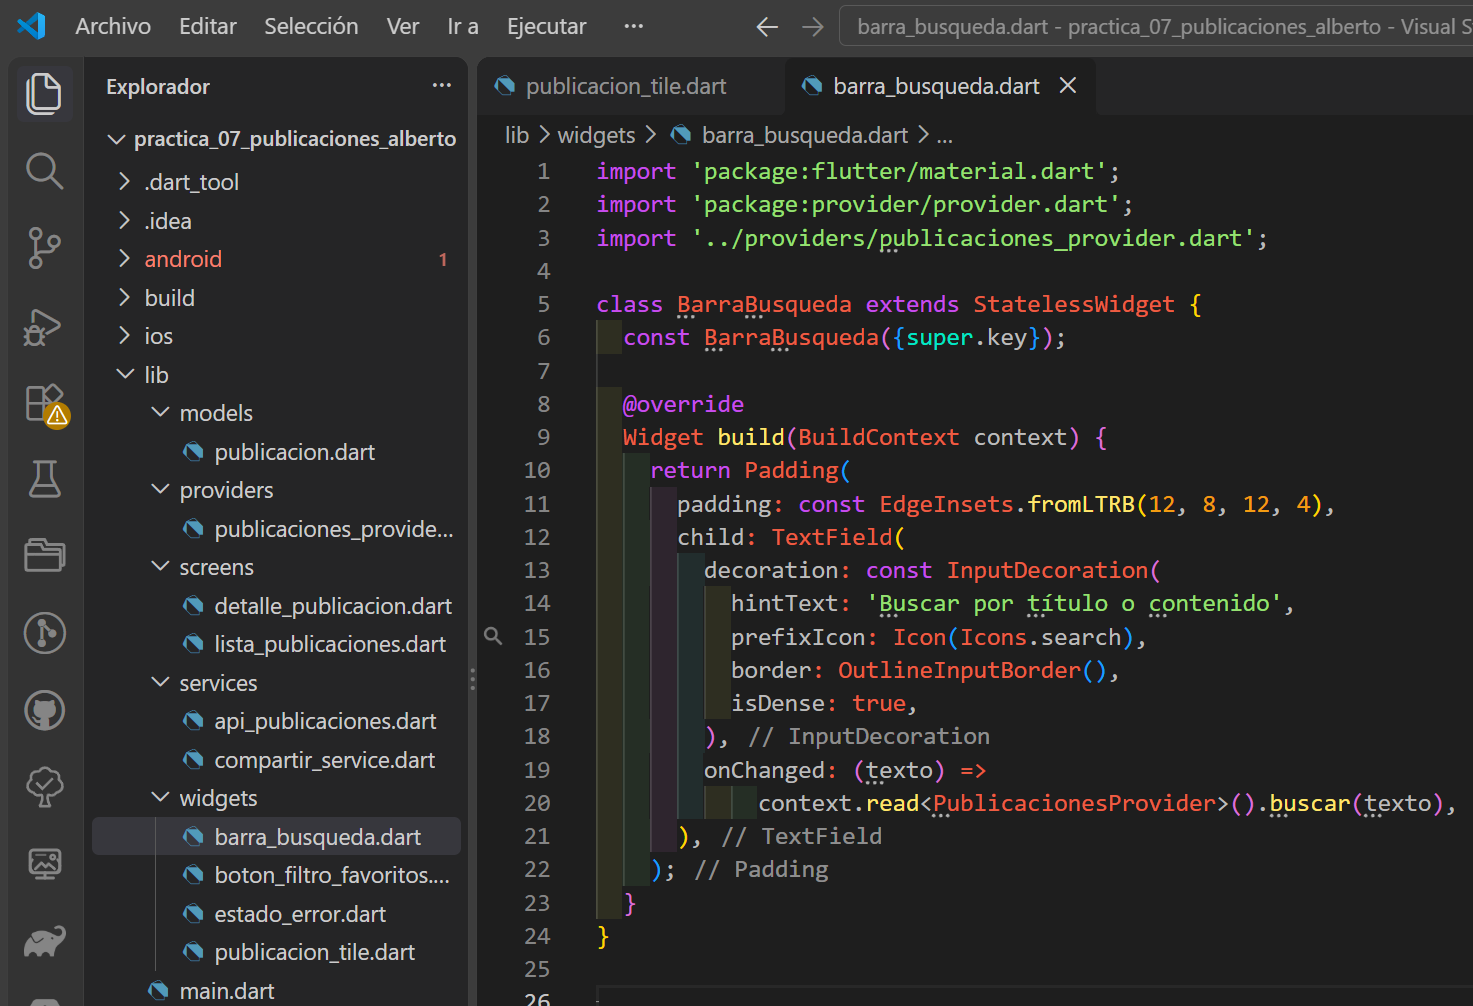 Archivo Editar Selección Ver Ir a Ejecutar ··· barra_busqueda.dart - practica_07_publicaciones_alberto - Visual S
Explorador ···
practica_07_publicaciones_alberto
.dart_tool
.idea
android 1
build
ios
lib
models
publicacion.dart
providers
publicaciones_provide...
screens
detalle_publicacion.dart
lista_publicaciones.dart
services
api_publicaciones.dart
compartir_service.dart
widgets
barra_busqueda.dart
boton_filtro_favoritos....
estado_error.dart
publicacion_tile.dart
main.dart
publicacion_tile.dart barra_busqueda.dart
lib > widgets > barra_busqueda.dart > ...
1 import 'package:flutter/material.dart';
2 import 'package:provider/provider.dart';
3 import '../providers/publicaciones_provider.dart';
4
5 class BarraBusqueda extends StatelessWidget {
6 const BarraBusqueda({super.key});
7
8 @override
9 Widget build(BuildContext context) {
10 return Padding(
11 padding: const EdgeInsets.fromLTRB(12, 8, 12, 4),
12 child: TextField(
13 decoration: const InputDecoration(
14 hintText: 'Buscar por título o contenido',
15 prefixIcon: Icon(Icons.search),
16 border: OutlineInputBorder(),
17 isDense: true,
18 ), // InputDecoration
19 onChanged: (texto) =>
20 context.read<PublicacionesProvider>().buscar(texto),
21 ), // TextField
22 ); // Padding
23 }
24 }
25
26